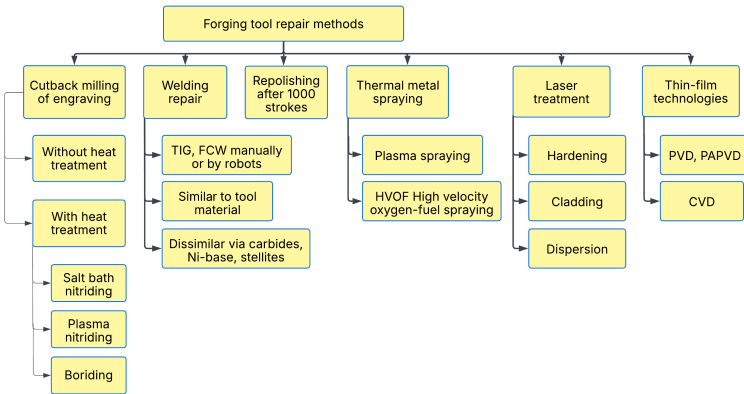 Forging tool repair methods
Cutback milling
of engraving
Welding
repair
Repolishing
after 1000
strokes
Thermal metal
spraying
Laser
treatment
Thin-film
technologies
Without heat
treatment
With heat
treatment
Salt bath
nitriding
Plasma
nitriding
Boriding
TIG, FCW manually
or by robots
Similar to tool
material
Dissimilar via carbides,
Ni-base, stellites
Plasma spraying
HVOF High velocity
oxygen-fuel spraying
Hardening
Cladding
Dispersion
PVD, PAPVD
CVD